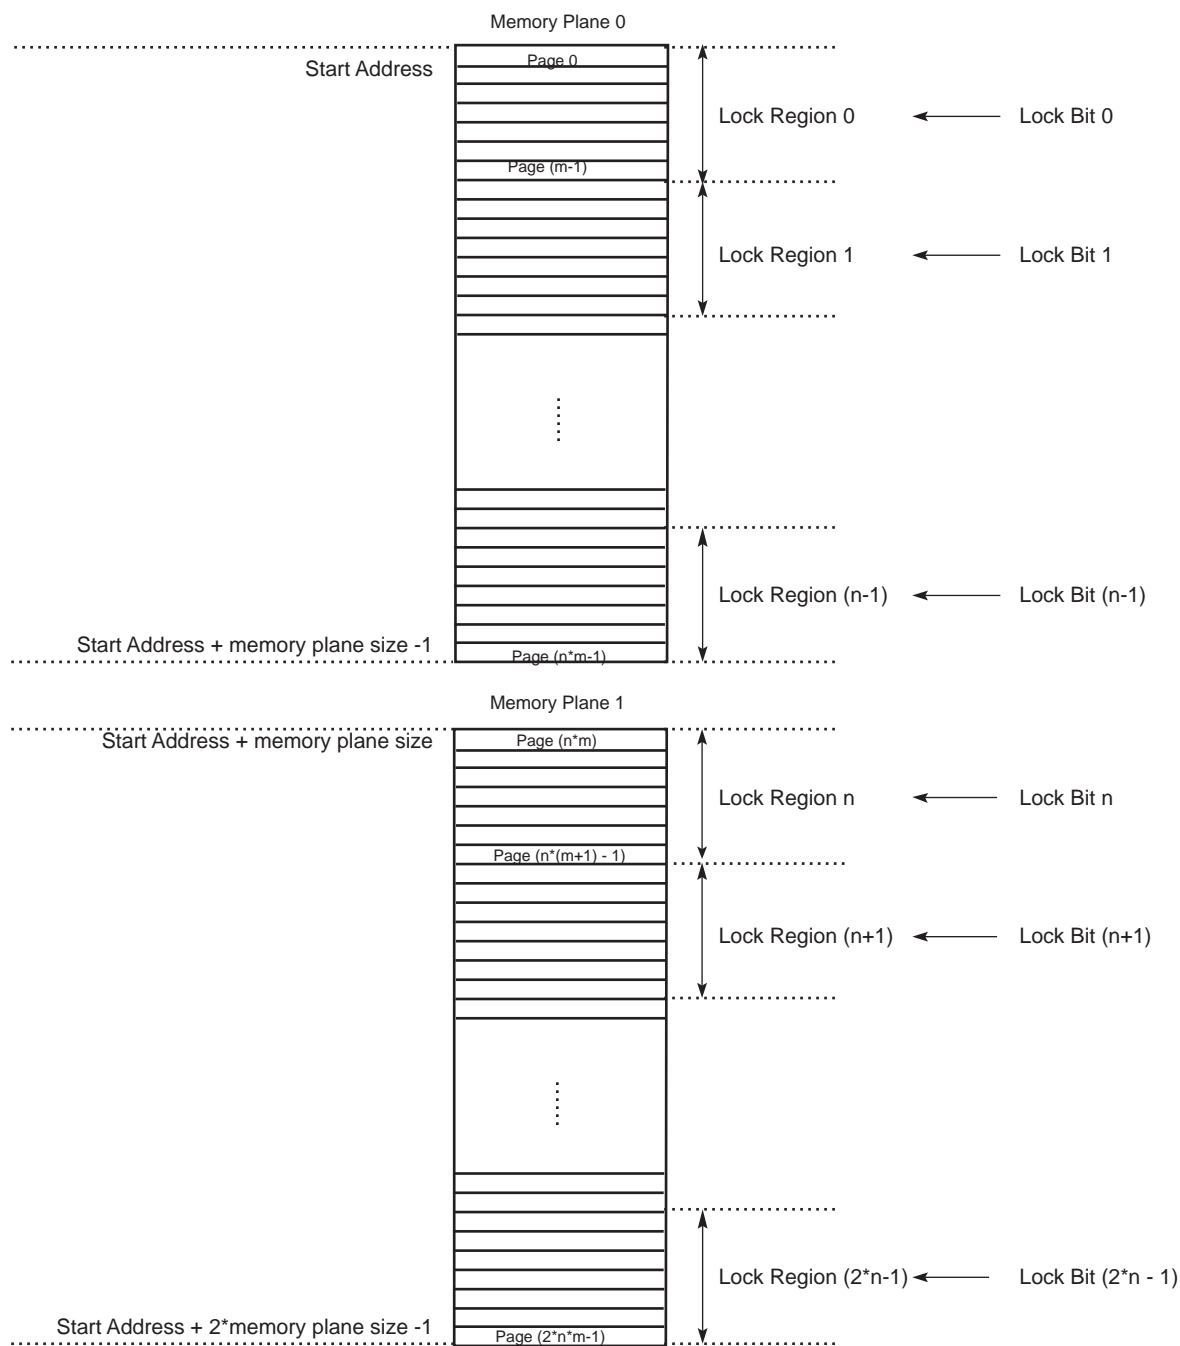 Memory Plane 0
Start Address
Page 0
Lock Region 0
Lock Bit 0
Page (m-1)
Lock Region 1
Lock Bit 1
Lock Region (n-1)
Lock Bit (n-1)
Start Address + memory plane size -1
Page (n*m-1)
Memory Plane 1
Start Address + memory plane size
Page (n*m)
Lock Region n
Lock Bit n
Page (n*(m+1) - 1)
Lock Region (n+1)
Lock Bit (n+1)
Lock Region (2*n-1)
Lock Bit (2*n - 1)
Start Address + 2*memory plane size -1
Page (2*n*m-1)